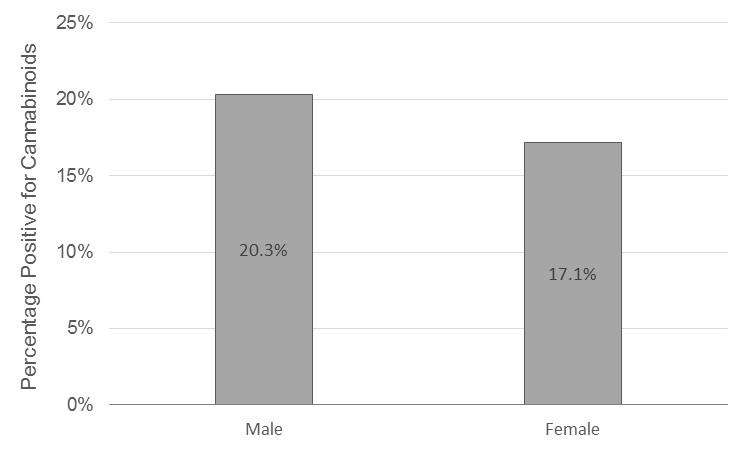 Percentage Positive for Cannabinoids
25%
20%
15%
10%
5%
0%
20.3%
17.1%
Male
Female